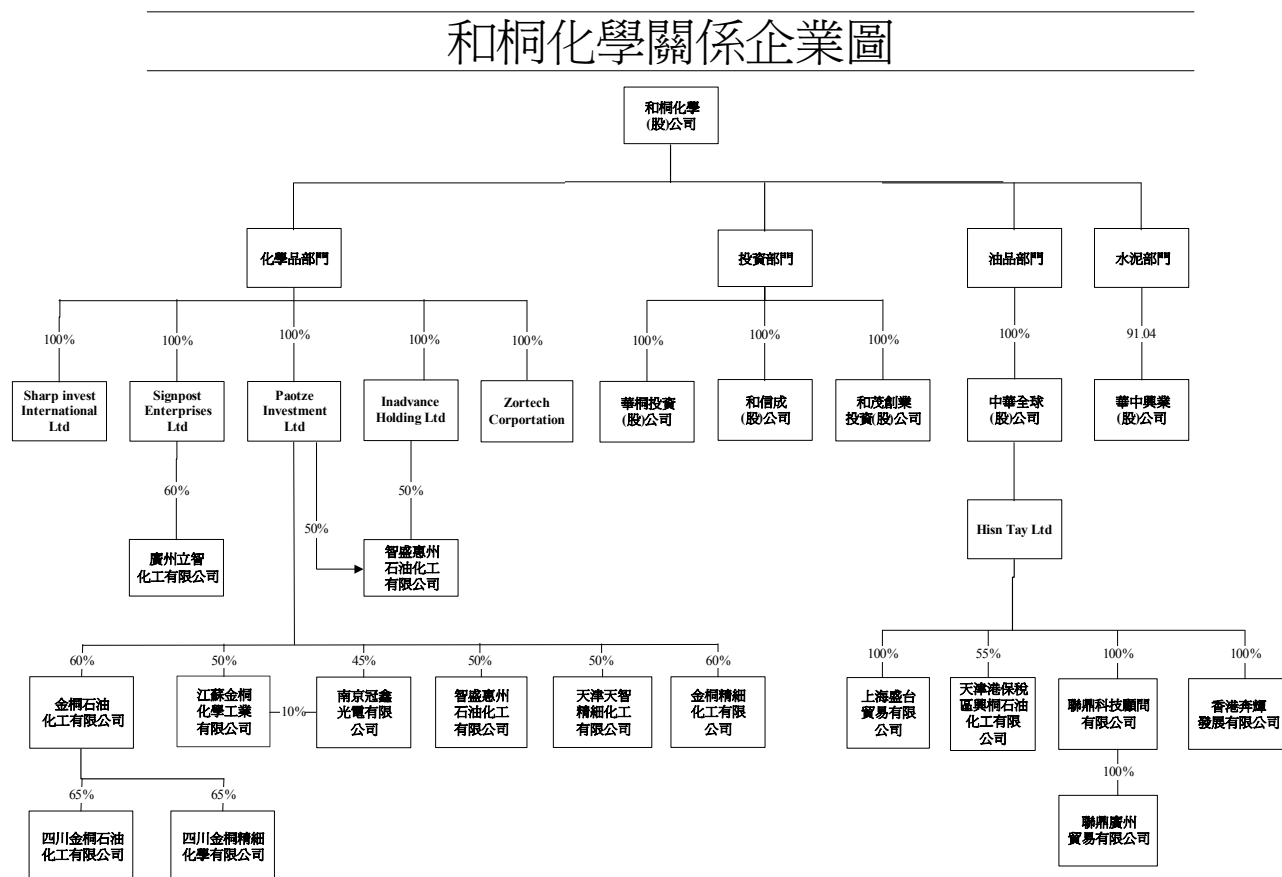 和桐化學關係企業圖
和桐化學
(股)公司
化學品部門
投資部門
油品部門
水泥部門
100%
100%
100%
100%
100%
100%
100%
100%
100%
91.04
Sharp invest
International
Ltd
Signpost
Enterprises
Ltd
Paotze
Investment
Ltd
Inadvance
Holding Ltd
Zortech
Corportation
華桐投資
(股)公司
和信成
(股)公司
和茂創業
投資(股)公司
中華全球
(股)公司
華中興業
(股)公司
60%
50%
50%
廣州立智
化工有限公司
智盛惠州
石油化工
有限公司
Hisn Tay Ltd
60%
50%
45%
50%
50%
60%
100%
55%
100%
100%
金桐石油
化工有限公司
江蘇金桐
化學工業
有限公司
10%
南京冠鑫
光電有限
公司
智盛惠州
石油化工有
限公司
天津天智
精細化工有
限公司
金桐精細
化工有限
公司
上海盛台
貿易有限
公司
天津港保稅
區興桐石油
化工有限
公司
聯鼎科技顧問
有限公司
香港奔輝
發展有限公司
65%
65%
100%
四川金桐石油
化工有限公司
四川金桐精細
化學有限公司
聯鼎廣州
貿易有限公司